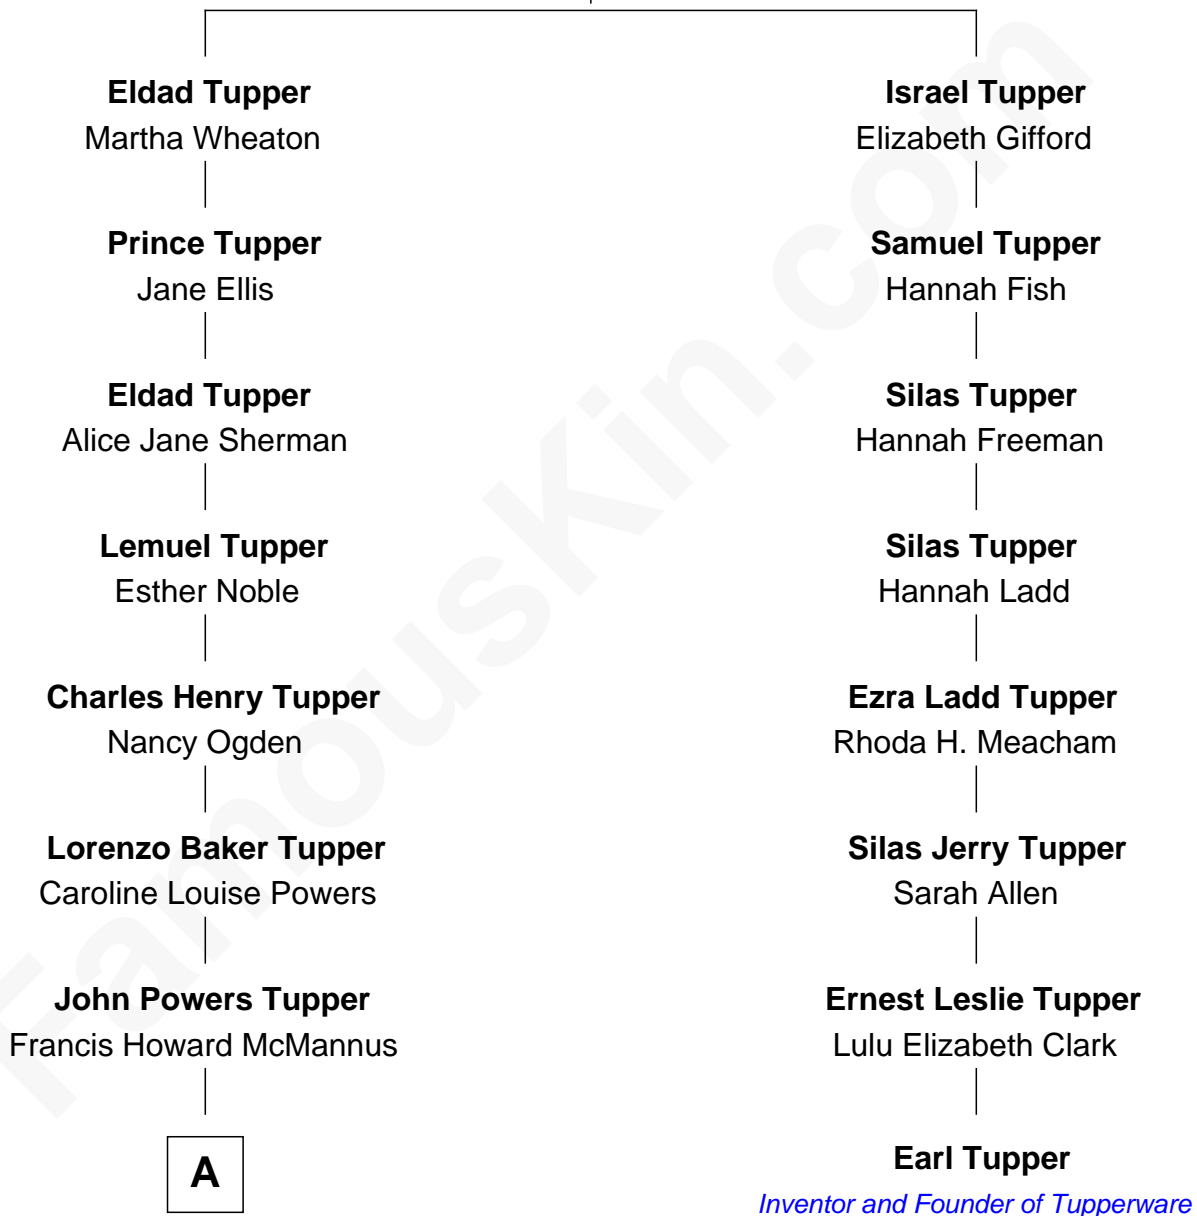 Eldad Tupper
Martha Wheaton
Prince Tupper
Jane Ellis
Eldad Tupper
Alice Jane Sherman
Lemuel Tupper
Esther Noble
Charles Henry Tupper
Nancy Ogden
Lorenzo Baker Tupper
Caroline Louise Powers
John Powers Tupper
Francis Howard McMannus
A
Israel Tupper
Elizabeth Gifford
Samuel Tupper
Hannah Fish
Silas Tupper
Hannah Freeman
Silas Tupper
Hannah Ladd
Ezra Ladd Tupper
Rhoda H. Meacham
Silas Jerry Tupper
Sarah Allen
Ernest Leslie Tupper
Lulu Elizabeth Clark
Earl Tupper
Inventor and Founder of Tupperware
FamousKin.com